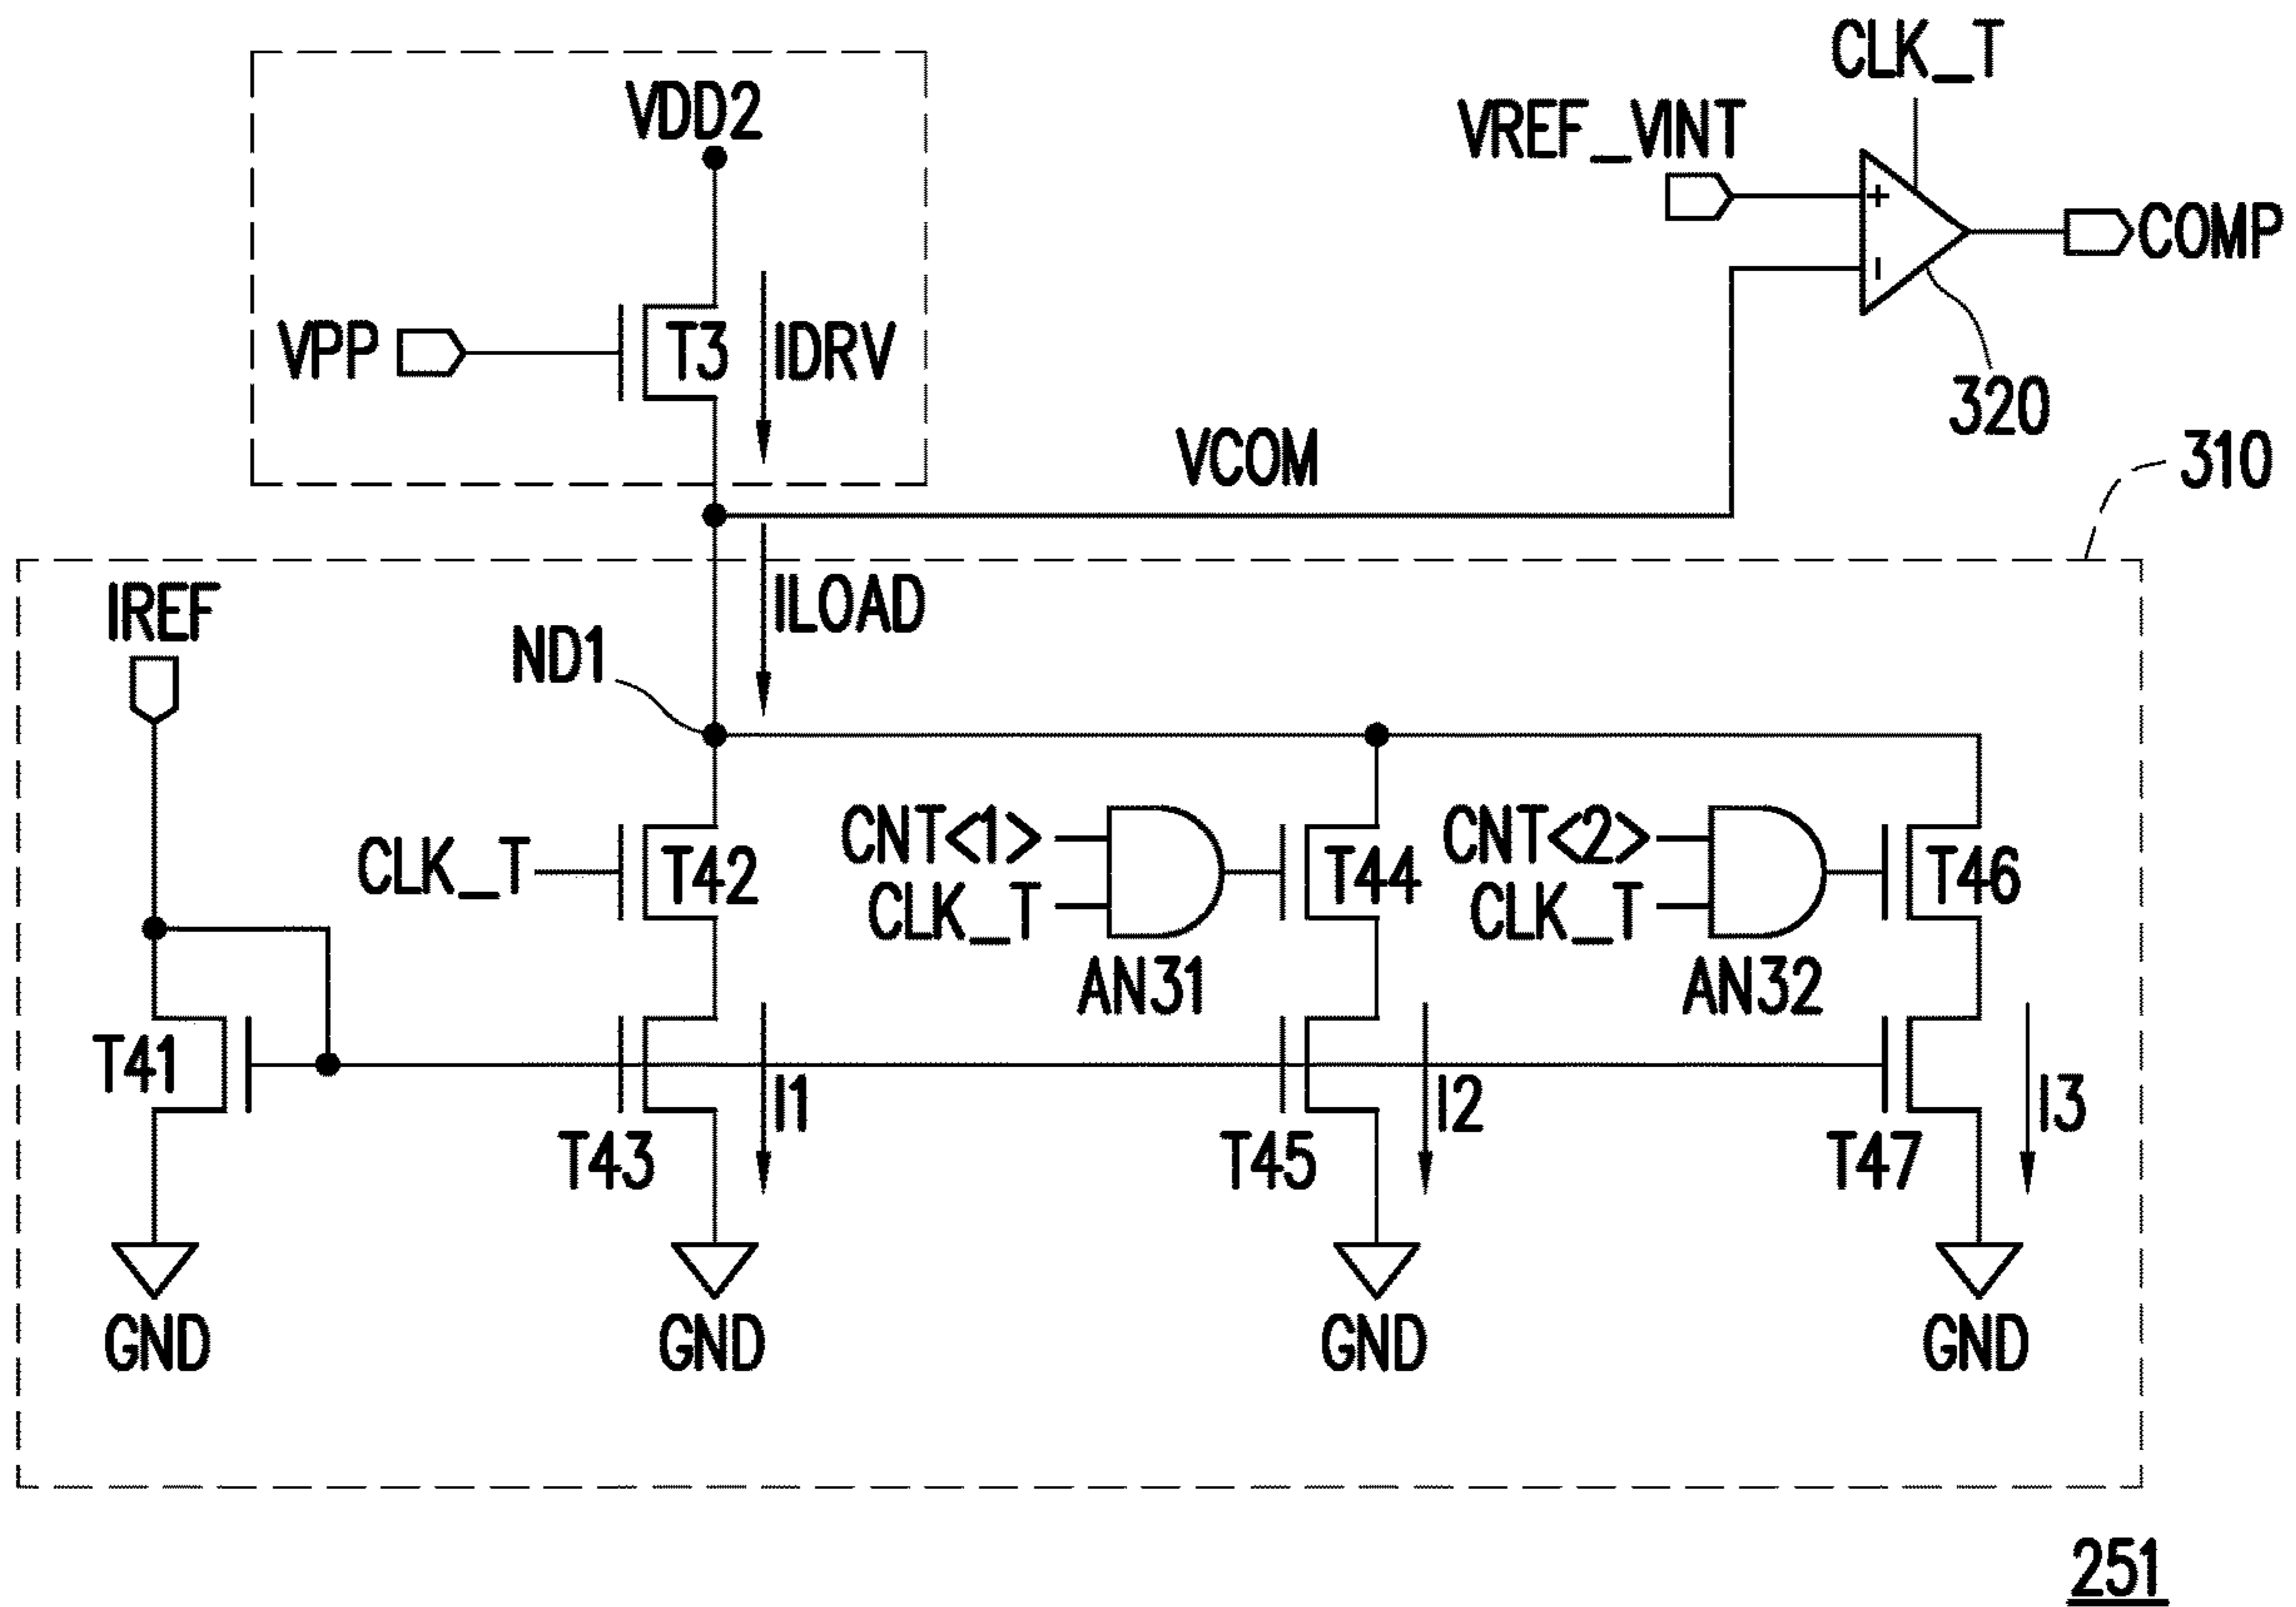 CLK_T
VDD2
VREF_VINT
+
-
COMP
VPP
T3
IDRV
320
VCOM
310
IREF
ILOAD
ND1
CNT<1>
CNT<2>
CLK_T
T42
T44
T46
CLK_T
CLK_T
AN31
AN32
T41
I1
I2
I3
T43
T45
T47
GND
GND
GND
GND
251